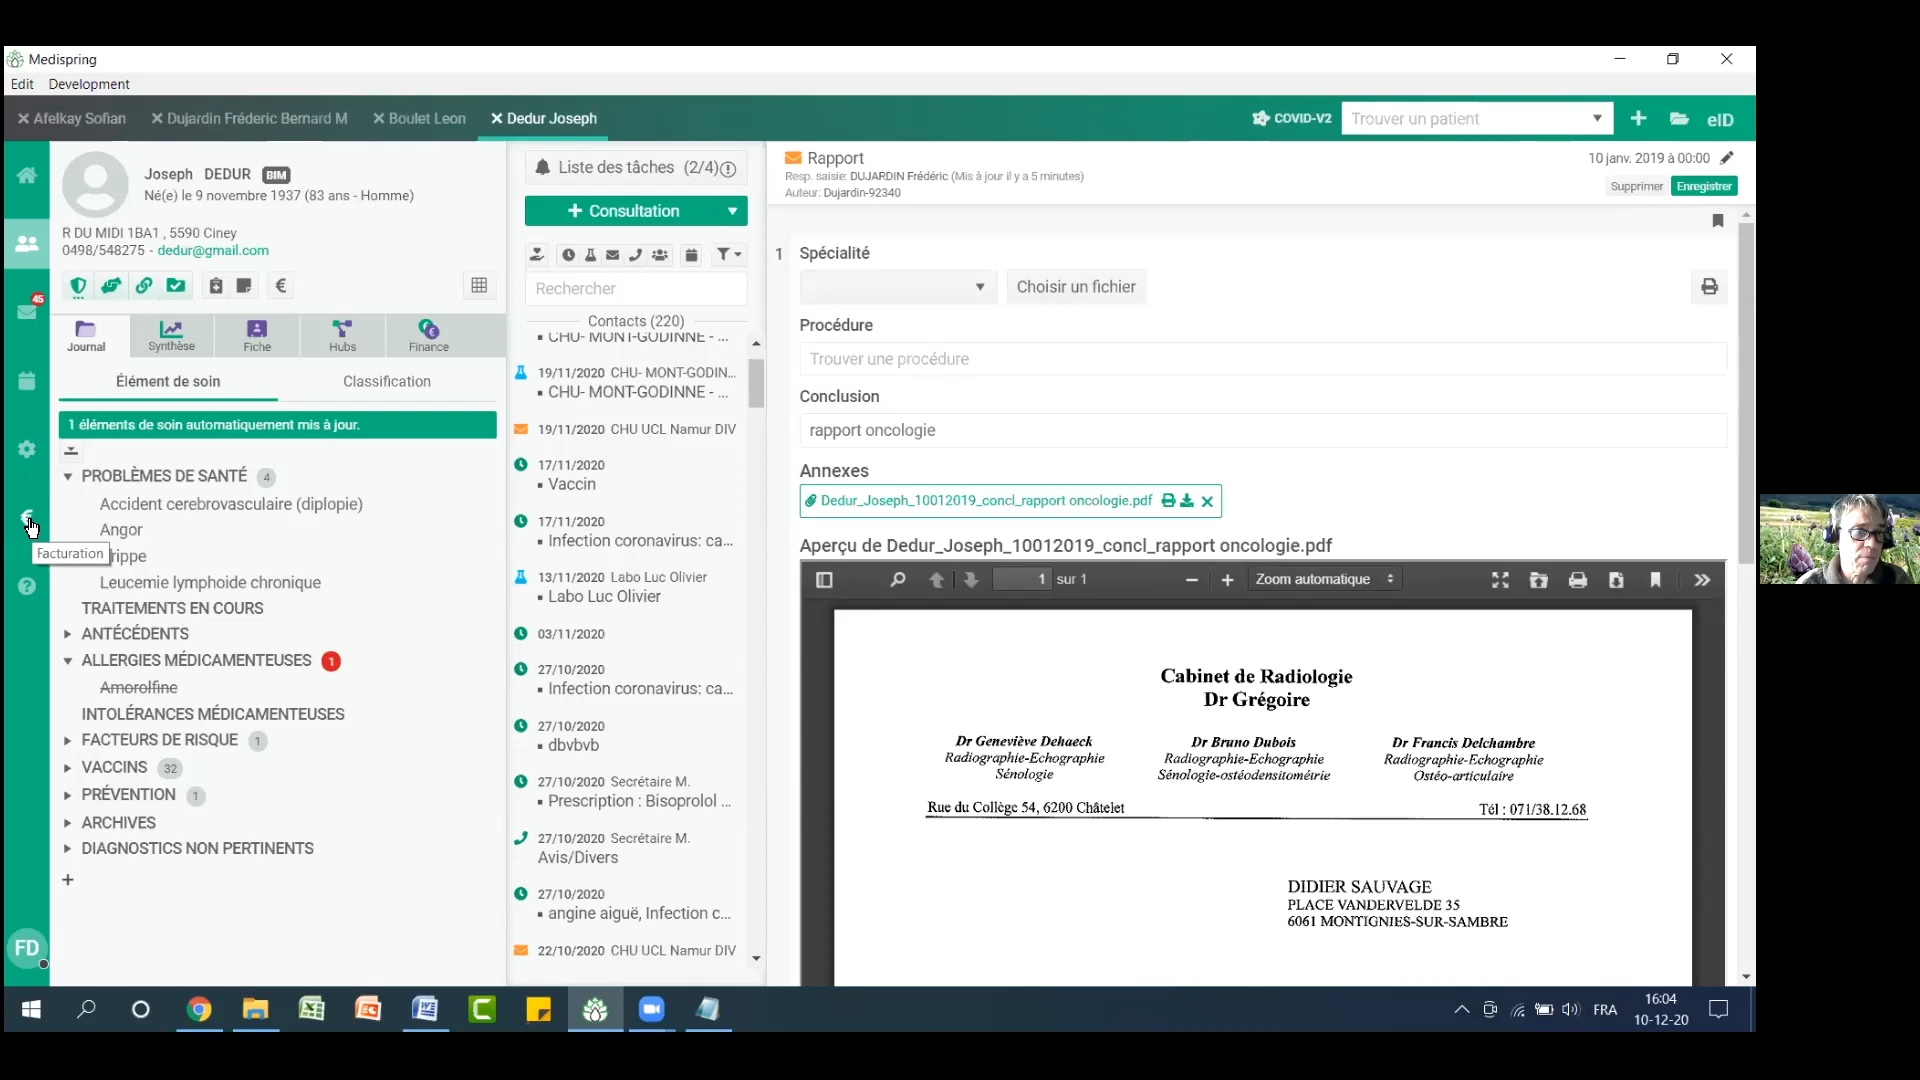 Medispring
Edit Development
Afelkay Sofian Dujardin Fréderic Bernard M Boulet Leon Dedur Joseph
COVID-V2 Trouver un patient eID
Joseph DEDUR BIM
Né(e) le 9 novembre 1937 (83 ans - Homme)
R DU MIDI 1BA1 , 5590 Ciney
0498/548275 - dedur@gmail.com
€
45
Journal Synthèse Fiche Hubs Finance
Élément de soin Classification
1 éléments de soin automatiquement mis à jour.
PROBLÈMES DE SANTÉ 4
Accident cerebrovasculaire (diplopie)
Angor
Facturation
Leucemie lymphoide chronique
TRAITEMENTS EN COURS
ANTÉCÉDENTS
ALLERGIES MÉDICAMENTEUSES 1
Amorolfine
INTOLÉRANCES MÉDICAMENTEUSES
FACTEURS DE RISQUE 1
VACCINS 32
PRÉVENTION 1
ARCHIVES
DIAGNOSTICS NON PERTINENTS
FD
Liste des tâches (2/4)
Consultation
Rechercher
Contacts (220)
CHU- MONT-GODINNE - ...
19/11/2020 CHU- MONT-GODIN...
CHU- MONT-GODINNE - ...
19/11/2020 CHU UCL Namur DIV
17/11/2020
Vaccin
17/11/2020
Infection coronavirus: ca...
13/11/2020 Labo Luc Olivier
Labo Luc Olivier
03/11/2020
27/10/2020
Infection coronavirus: ca...
27/10/2020
dbvbvb
27/10/2020 Secrétaire M.
Prescription : Bisoprolol ...
27/10/2020 Secrétaire M.
Avis/Divers
27/10/2020
angine aiguë, Infection c...
22/10/2020 CHU UCL Namur DIV
Rapport 10 janv. 2019 à 00:00
Resp. saisie: DUJARDIN Frédéric (Mis à jour il y a 5 minutes)
Auteur: Dujardin-92340
Supprimer Enregistrer
1 Spécialité
Choisir un fichier
Procédure
Trouver une procédure
Conclusion
rapport oncologie
Annexes
Dedur_Joseph_10012019_concl_rapport oncologie.pdf
Aperçu de Dedur_Joseph_10012019_concl_rapport oncologie.pdf
1 sur 1 Zoom automatique
Cabinet de Radiologie
Dr Grégoire
Dr Geneviève Dehaeck Dr Bruno Dubois Dr Francis Delchambre
Radiographie-Echographie Radiographie-Echographie Radiographie-Echographie
Sénologie Sénologie-ostéodensitométrie Ostéo-articulaire
Rue du Collège 54, 6200 Châtelet Tél : 071/38.12.68
DIDIER SAUVAGE
PLACE VANDERVELDE 35
6061 MONTIGNIES-SUR-SAMBRE
FRA
16:04
10-12-20